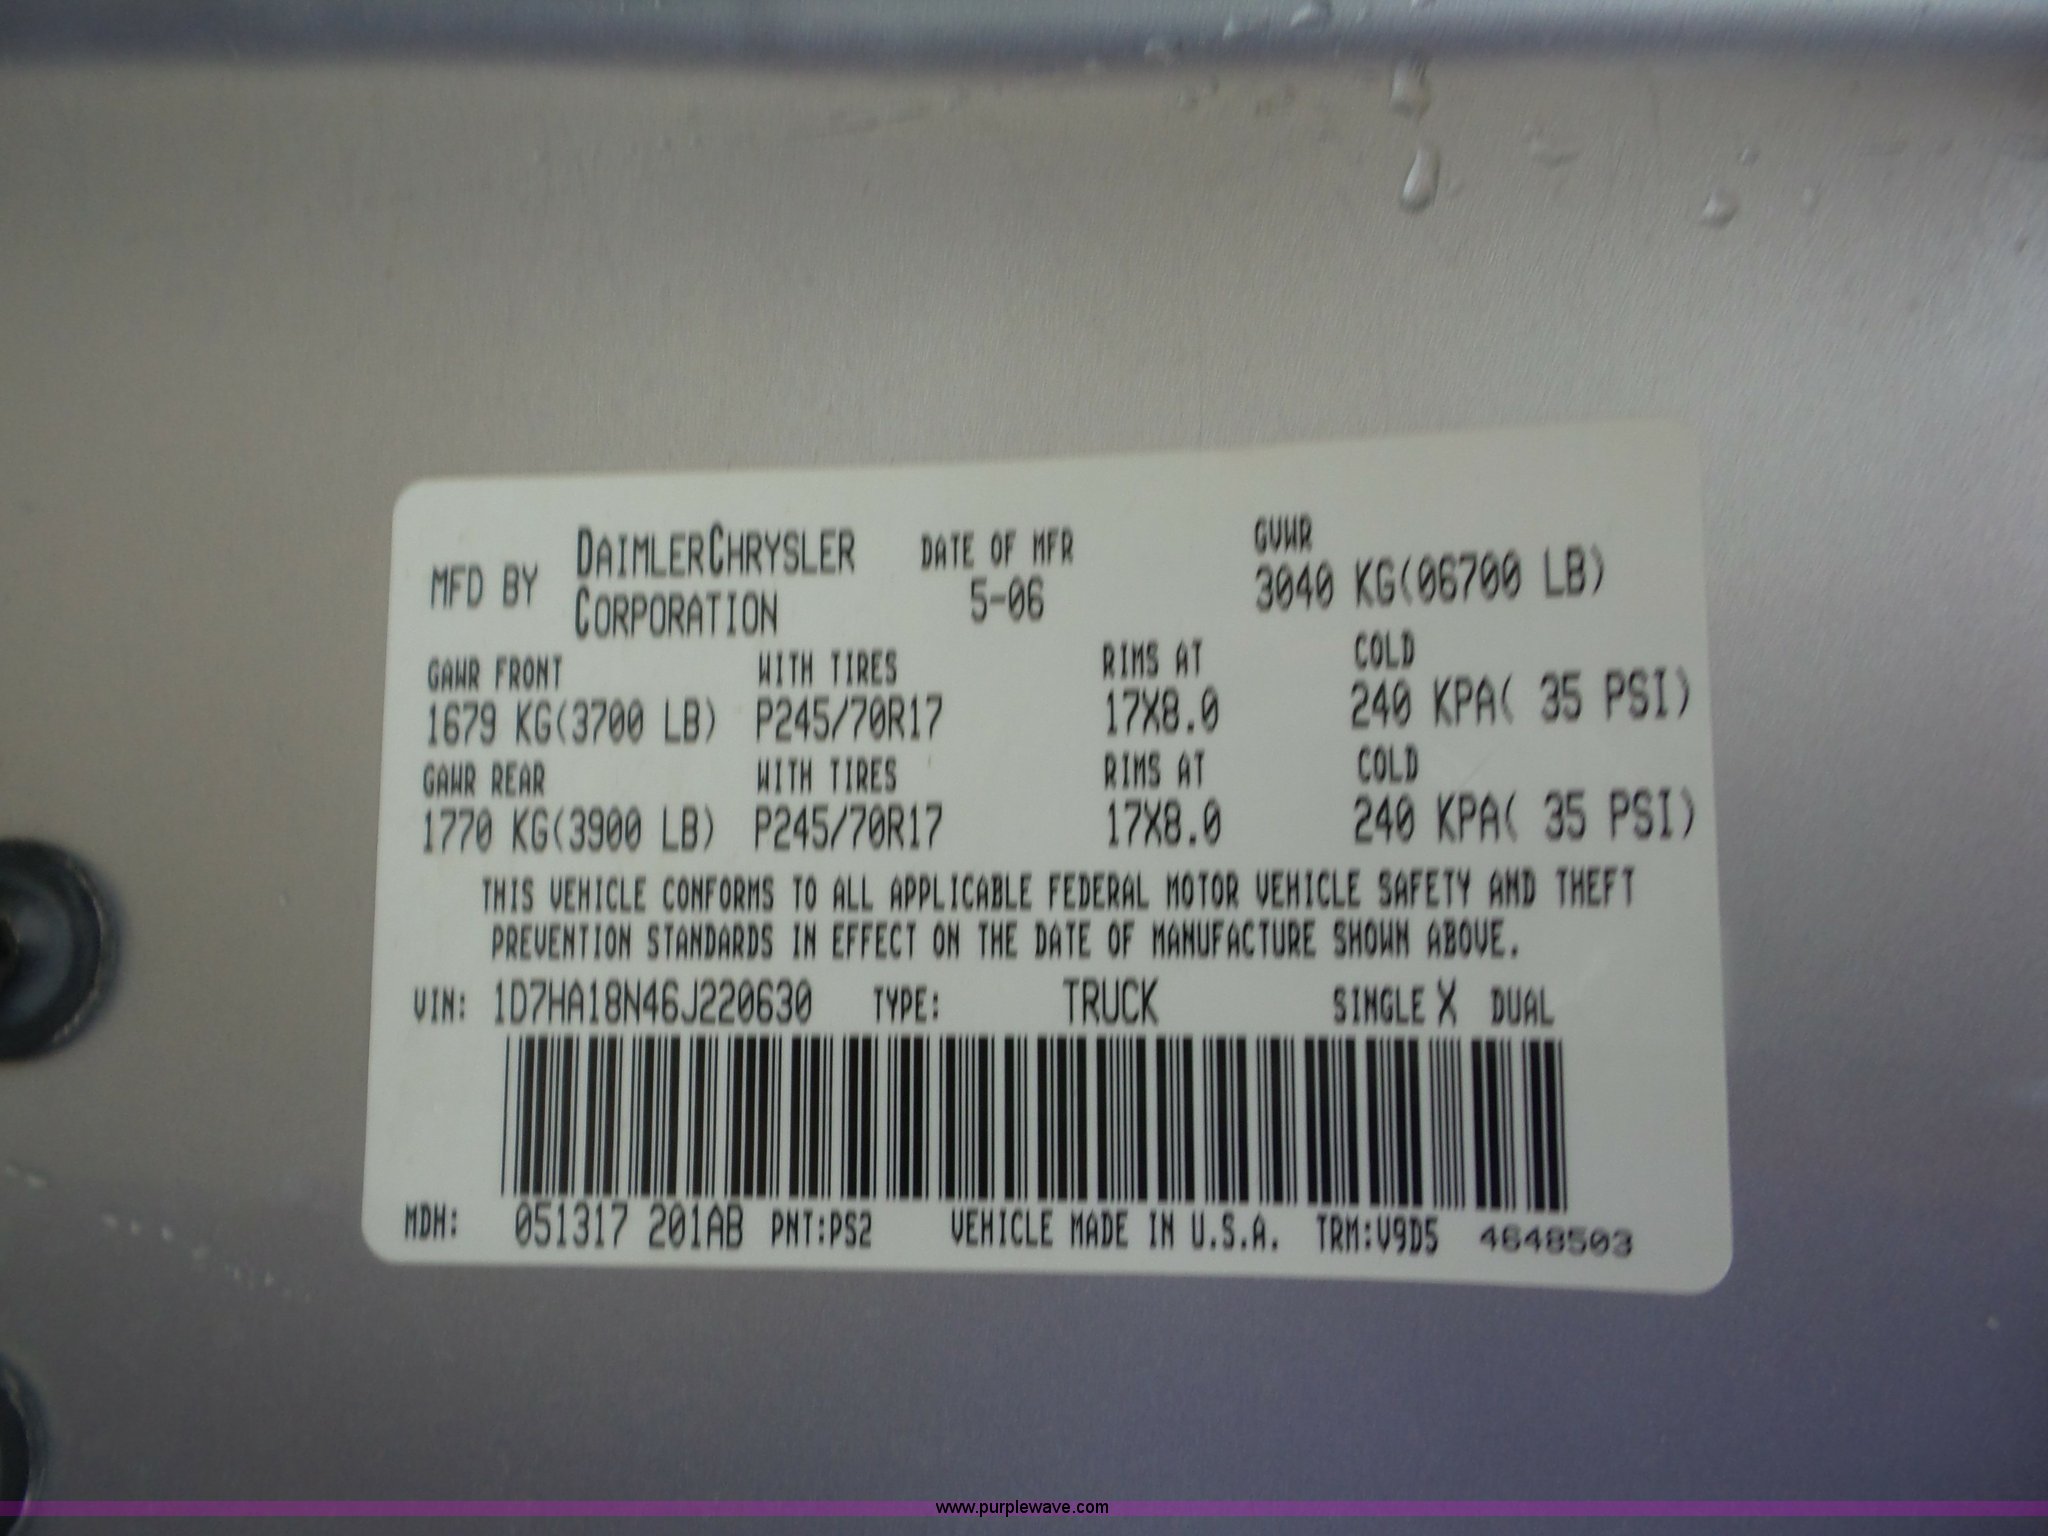 MFD BY DAIMLERCHRYSLER CORPORATION DATE OF MFR 5-06 GVWR 3040 KG(06700 LB)
GAWR FRONT WITH TIRES RIMS AT COLD
1679 KG(3700 LB) P245/70R17 17X8.0 240 KPA( 35 PSI)
GAWR REAR WITH TIRES RIMS AT COLD
1770 KG(3900 LB) P245/70R17 17X8.0 240 KPA( 35 PSI)
THIS VEHICLE CONFORMS TO ALL APPLICABLE FEDERAL MOTOR VEHICLE SAFETY AND THEFT
PREVENTION STANDARDS IN EFFECT ON THE DATE OF MANUFACTURE SHOWN ABOVE.
VIN: 1D7HA18N46J220630 TYPE: TRUCK SINGLE X DUAL
MDH: 051317 201AB PNT:PS2 VEHICLE MADE IN U.S.A. TRM:V9D5 4648503
www.purplewave.com